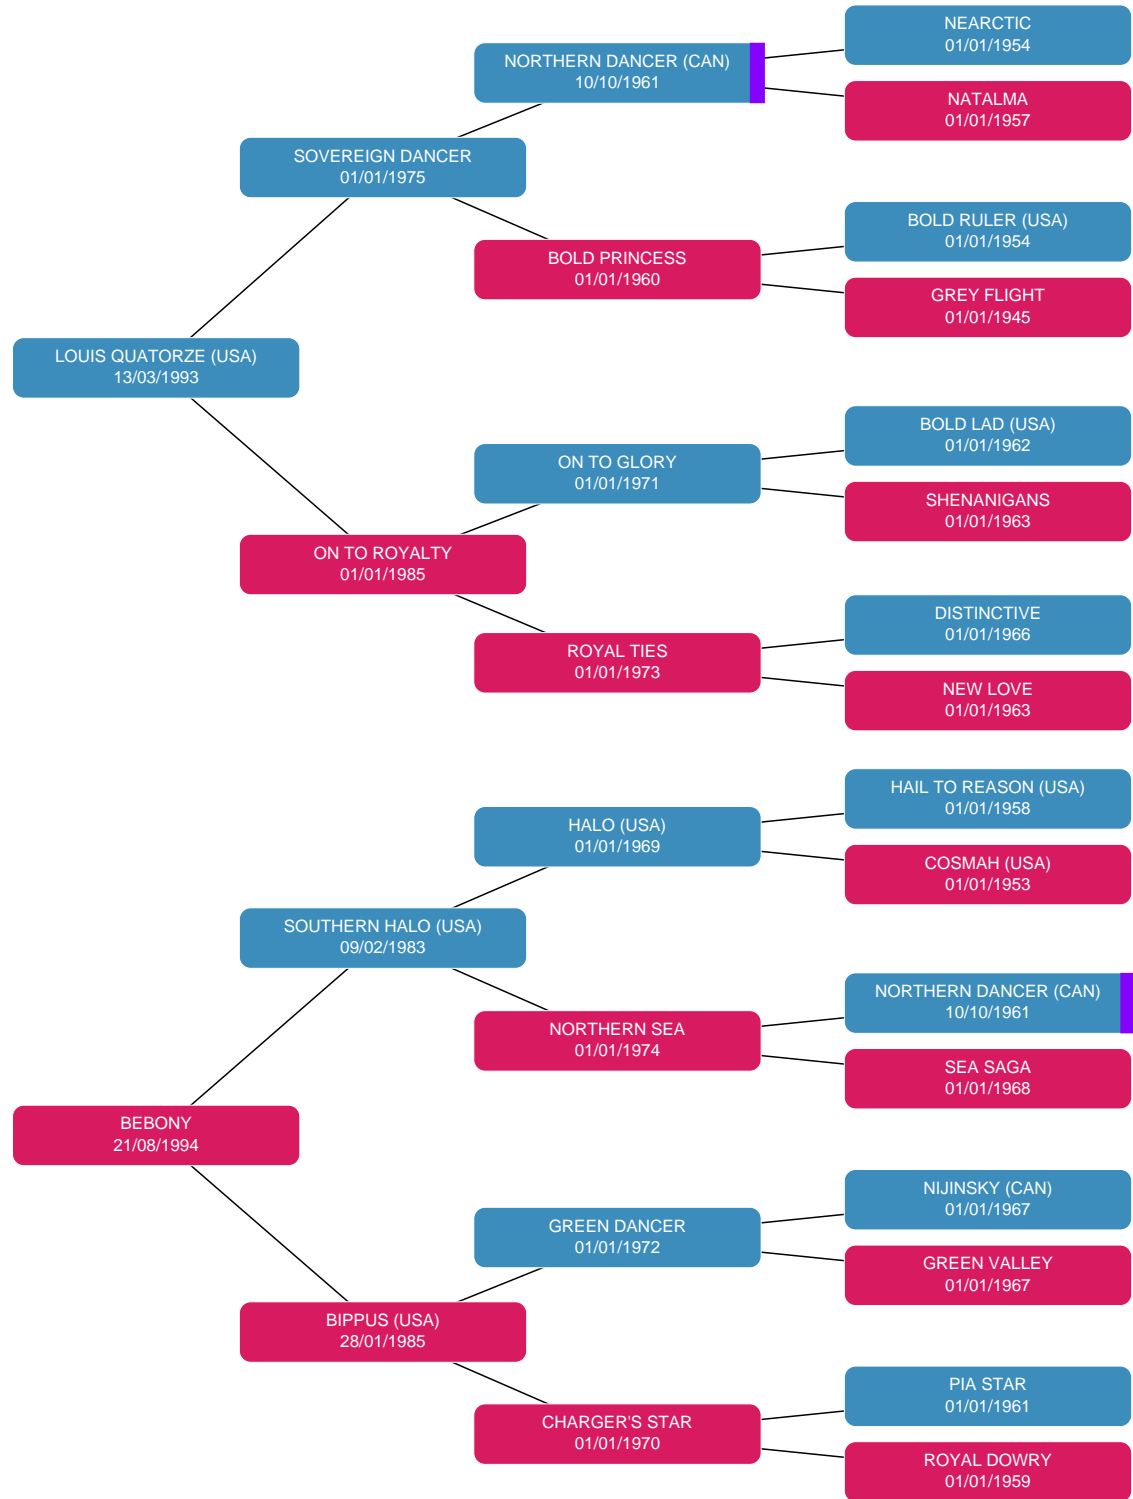 NEARCTIC
01/01/1954
NORTHERN DANCER (CAN)
10/10/1961
NATALMA
01/01/1957
SOVEREIGN DANCER
01/01/1975
BOLD RULER (USA)
01/01/1954
BOLD PRINCESS
01/01/1960
GREY FLIGHT
01/01/1945
LOUIS QUATORZE (USA)
13/03/1993
BOLD LAD (USA)
01/01/1962
ON TO GLORY
01/01/1971
SHENANIGANS
01/01/1963
ON TO ROYALTY
01/01/1985
DISTINCTIVE
01/01/1966
ROYAL TIES
01/01/1973
NEW LOVE
01/01/1963
HAIL TO REASON (USA)
01/01/1958
HALO (USA)
01/01/1969
COSMAH (USA)
01/01/1953
SOUTHERN HALO (USA)
09/02/1983
NORTHERN DANCER (CAN)
10/10/1961
NORTHERN SEA
01/01/1974
SEA SAGA
01/01/1968
BEBONY
21/08/1994
NIJINSKY (CAN)
01/01/1967
GREEN DANCER
01/01/1972
GREEN VALLEY
01/01/1967
BIPPUS (USA)
28/01/1985
PIA STAR
01/01/1961
CHARGER'S STAR
01/01/1970
ROYAL DOWRY
01/01/1959